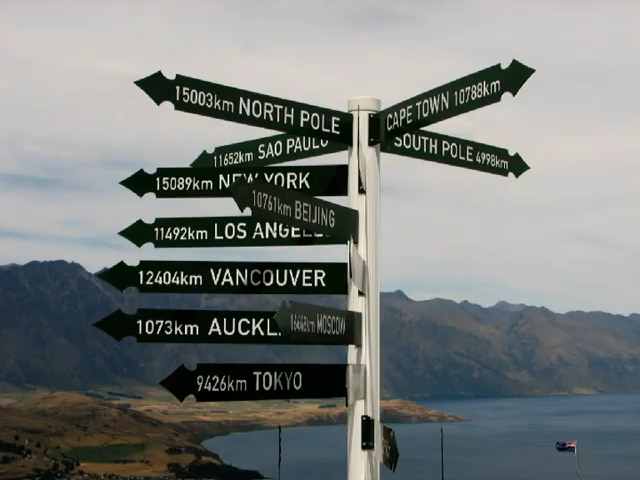 15003km NORTH POLE
CAPE TOWN 10788km
11652km SAO PAULO
SOUTH POLE 4998km
15089km NEW YORK
10761km BEIJING
11492km LOS ANGEL
12404km VANCOUVER
1073km AUCKL
MOSCOW
9426km TOKYO